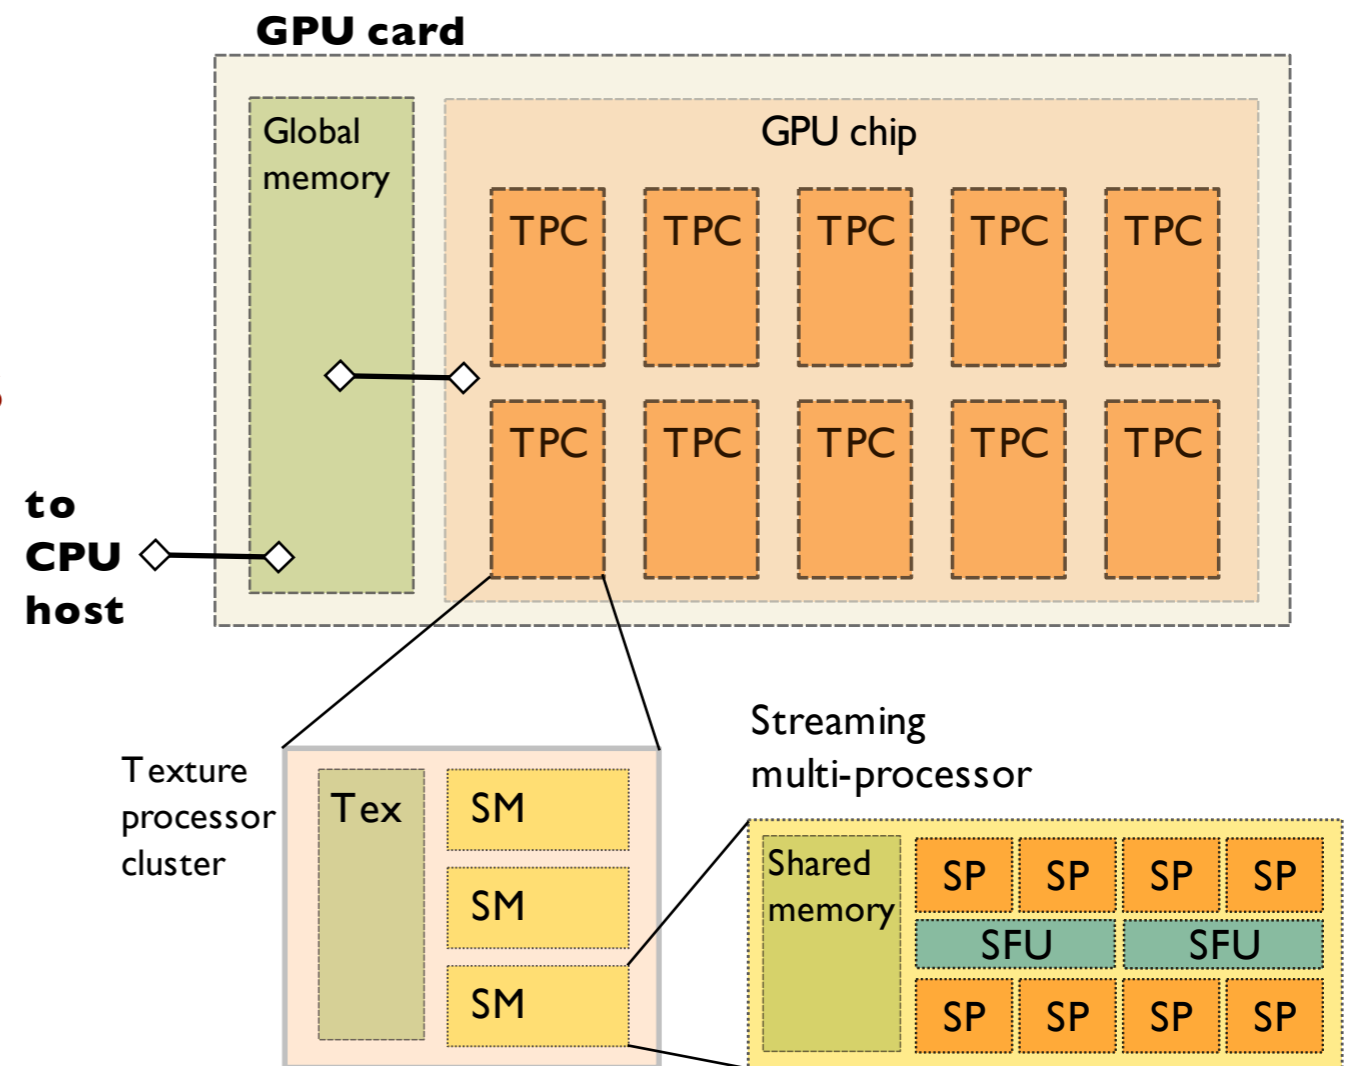 GPU card
Global
memory
GPU chip
TPC TPC TPC TPC TPC
TPC TPC TPC TPC TPC
to
CPU
host
Texture
processor
cluster
Tex
SM
SM
SM
Streaming
multi-processor
Shared
memory
SP SP SP SP
SFU SFU
SP SP SP SP